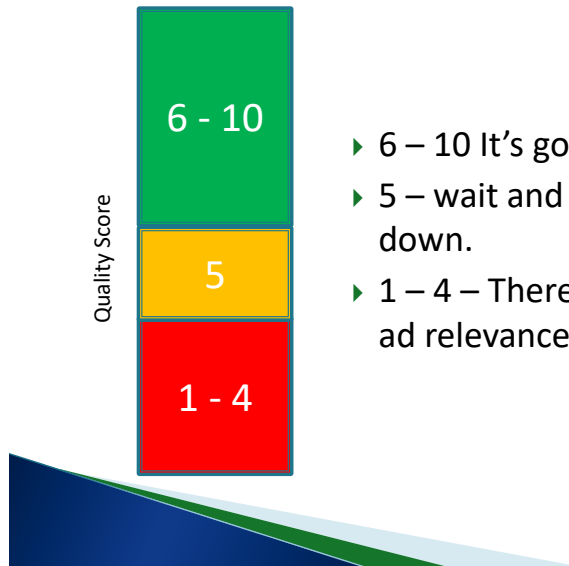 6 - 10
5
1 - 4
Quality Score
6 – 10 It's go
5 – wait and
down.
1 – 4 – There
ad relevance